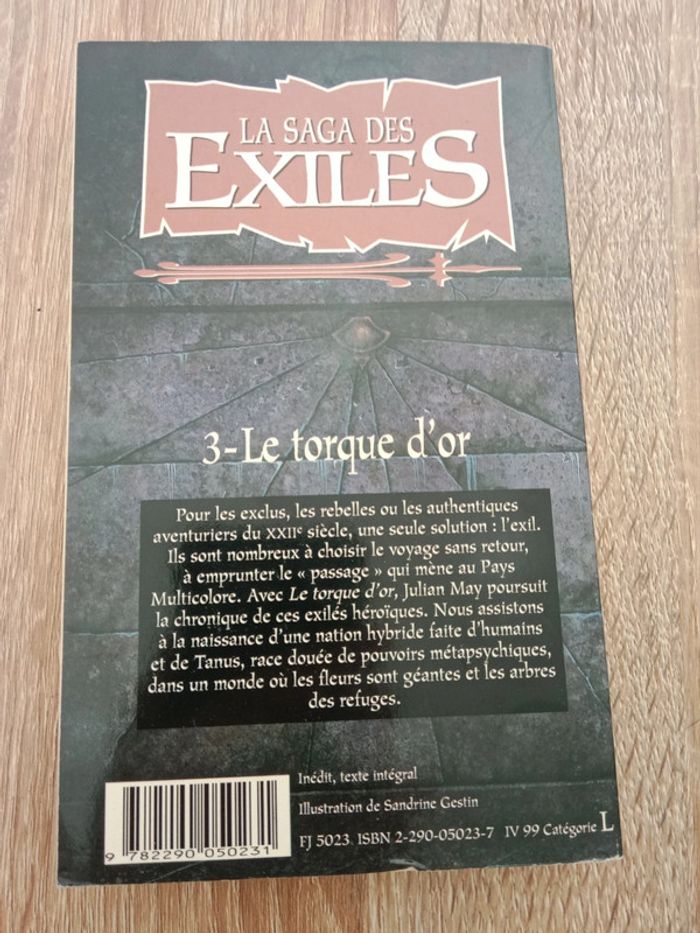 LA SAGA DES
EXILES
3-Le torque d'or
Pour les exclus, les rebelles ou les authentiques
aventuriers du XXIIe siècle, une seule solution : l'exil.
Ils sont nombreux à choisir le voyage sans retour,
à emprunter le « passage » qui mène au Pays
Multicolore. Avec Le torque d'or, Julian May poursuit
la chronique de ces exilés héroïques. Nous assistons
à la naissance d'une nation hybride faite d'humains
et de Tanus, race douée de pouvoirs métapsychiques,
dans un monde où les fleurs sont géantes et les arbres
des refuges.
Inédit, texte intégral
Illustration de Sandrine Gestin
FJ 5023 ISBN 2-290-05023-7 IV 99 Catégorie L
9 782290 050231